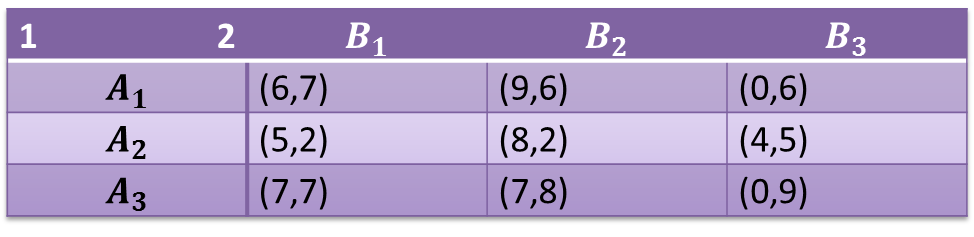 1 2 B₁ B₂ B₃
A₁ (6,7) (9,6) (0,6)
A₂ (5,2) (8,2) (4,5)
A₃ (7,7) (7,8) (0,9)